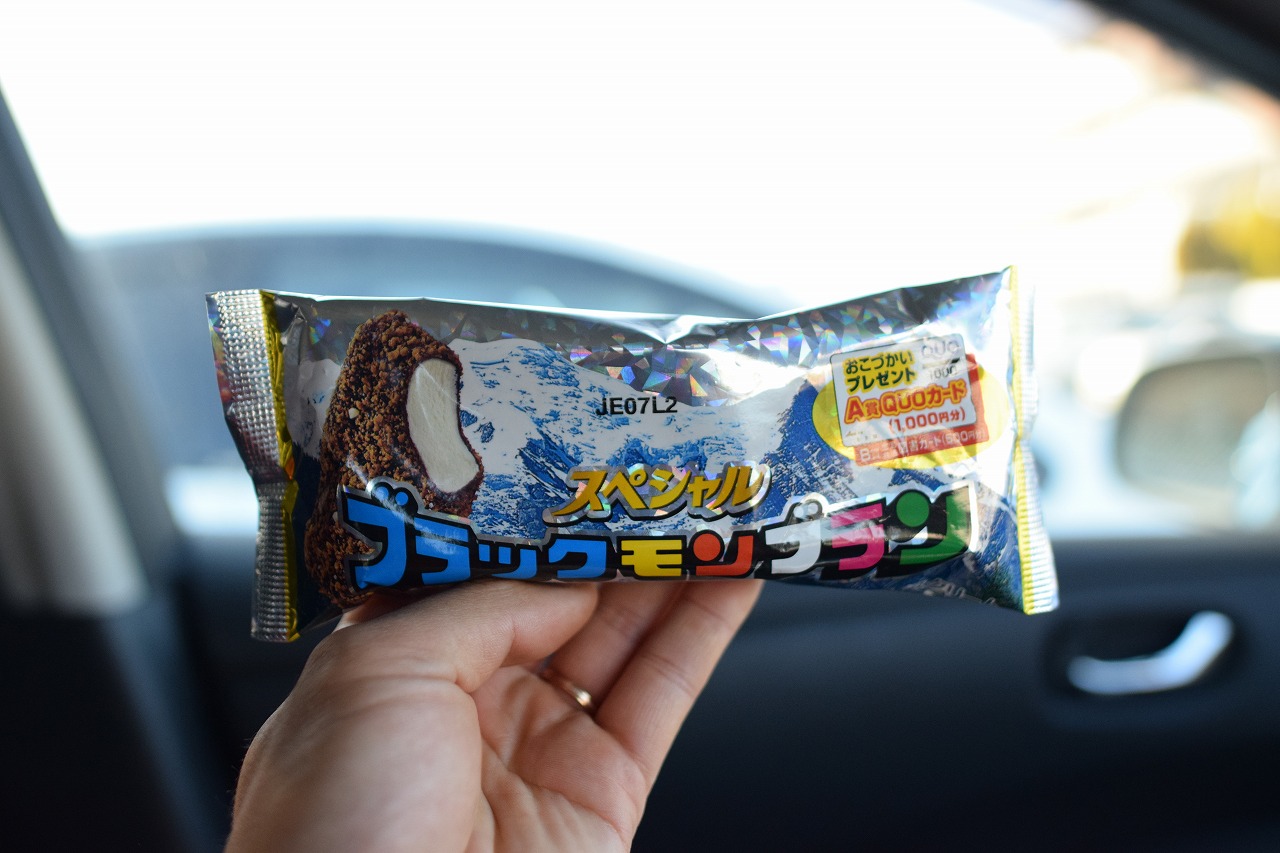 QUO
おこづかい
プレゼント
A賞QUOカード
(1,000円分)
JE07L2
スペシャル
ブラックモンブラン